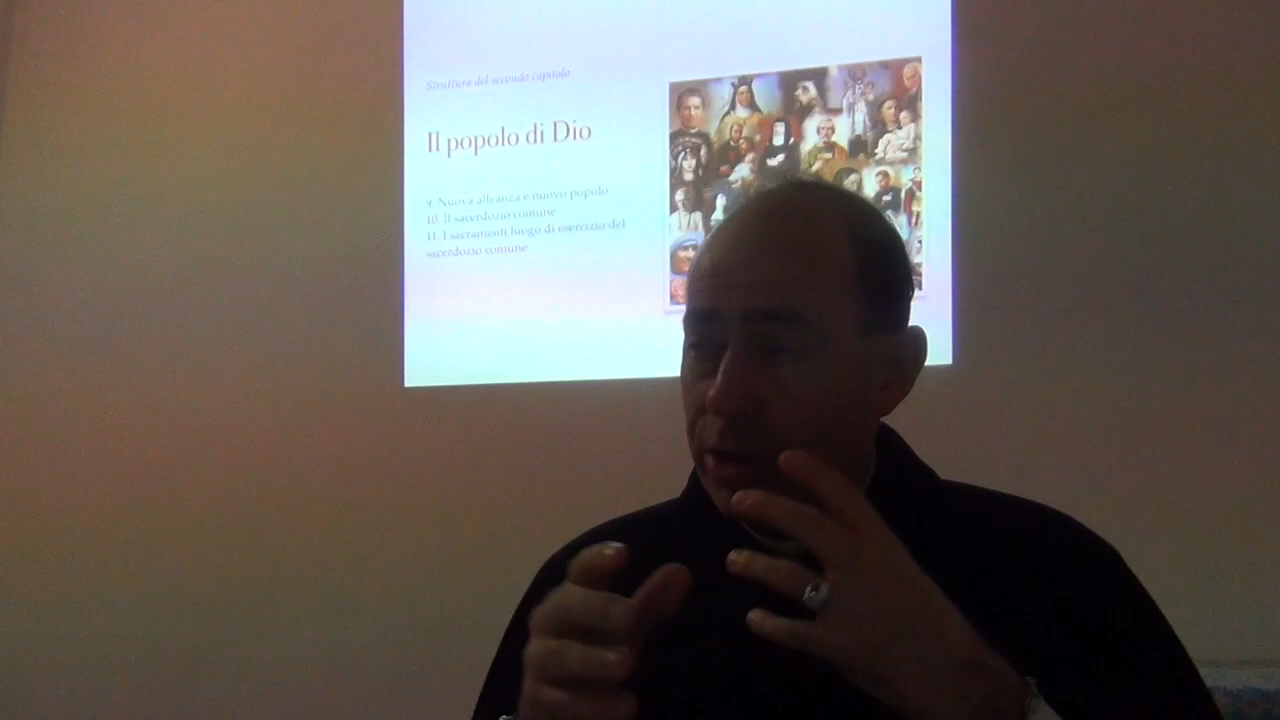 Struttura del secondo capitolo
Il popolo di Dio
9. Nuova alleanza e nuovo popolo
10. Il sacerdozio comune
11. I sacramenti luogo di esercizio del
sacerdozio comune